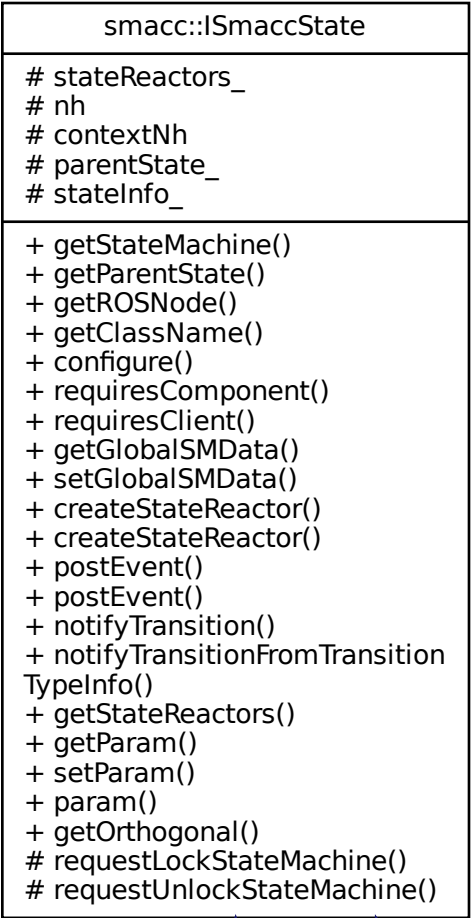 smacc::ISmaccState
# stateReactors_
# nh
# contextNh
# parentState_
# stateInfo_
+ getStateMachine()
+ getParentState()
+ getROSNode()
+ getClassName()
+ configure()
+ requiresComponent()
+ requiresClient()
+ getGlobalSMData()
+ setGlobalSMData()
+ createStateReactor()
+ createStateReactor()
+ postEvent()
+ postEvent()
+ notifyTransition()
+ notifyTransitionFromTransition
TypeInfo()
+ getStateReactors()
+ getParam()
+ setParam()
+ param()
+ getOrthogonal()
# requestLockStateMachine()
# requestUnlockStateMachine()